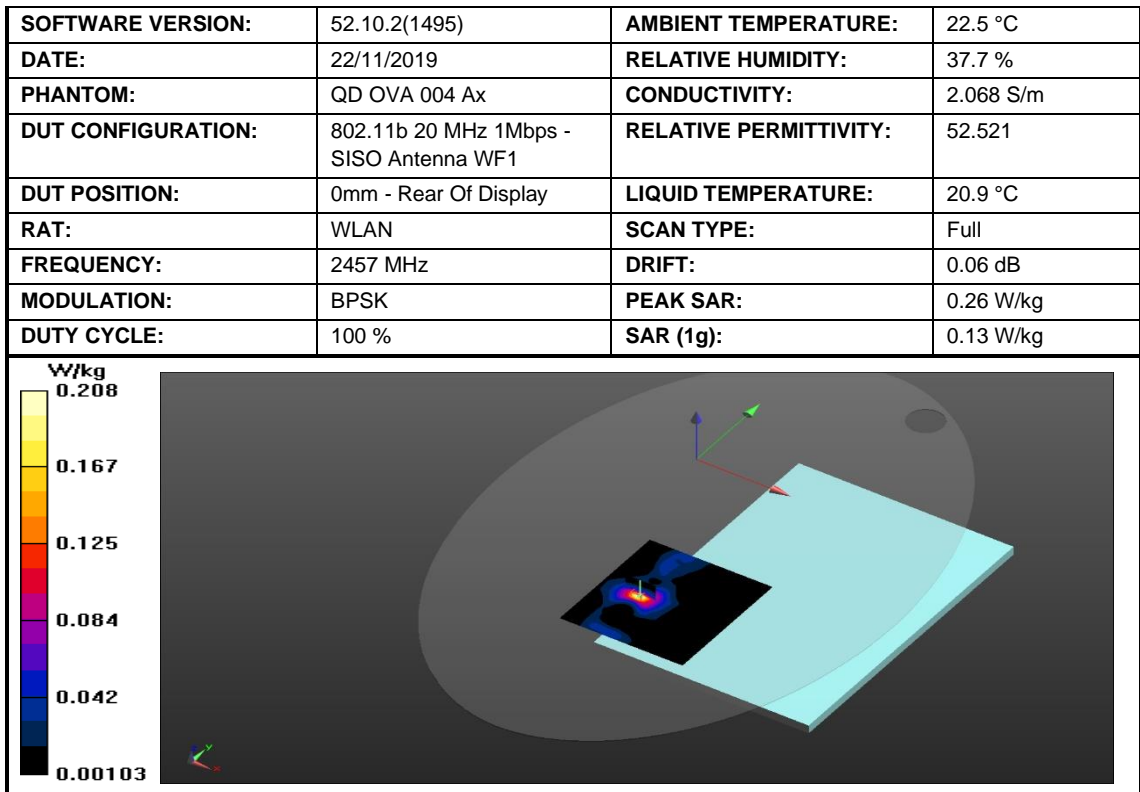 SOFTWARE VERSION: 52.10.2(1495) AMBIENT TEMPERATURE: 22.5 °C
DATE: 22/11/2019 RELATIVE HUMIDITY: 37.7 %
PHANTOM: QD OVA 004 Ax CONDUCTIVITY: 2.068 S/m
DUT CONFIGURATION: 802.11b 20 MHz 1Mbps - RELATIVE PERMITTIVITY: 52.521
SISO Antenna WF1
DUT POSITION: 0mm - Rear Of Display LIQUID TEMPERATURE: 20.9 °C
RAT: WLAN SCAN TYPE: Full
FREQUENCY: 2457 MHz DRIFT: 0.06 dB
MODULATION: BPSK PEAK SAR: 0.26 W/kg
DUTY CYCLE: 100 % SAR (1g): 0.13 W/kg
W/kg
0.208
0.167
0.125
0.084
0.042
0.00103
Y
X